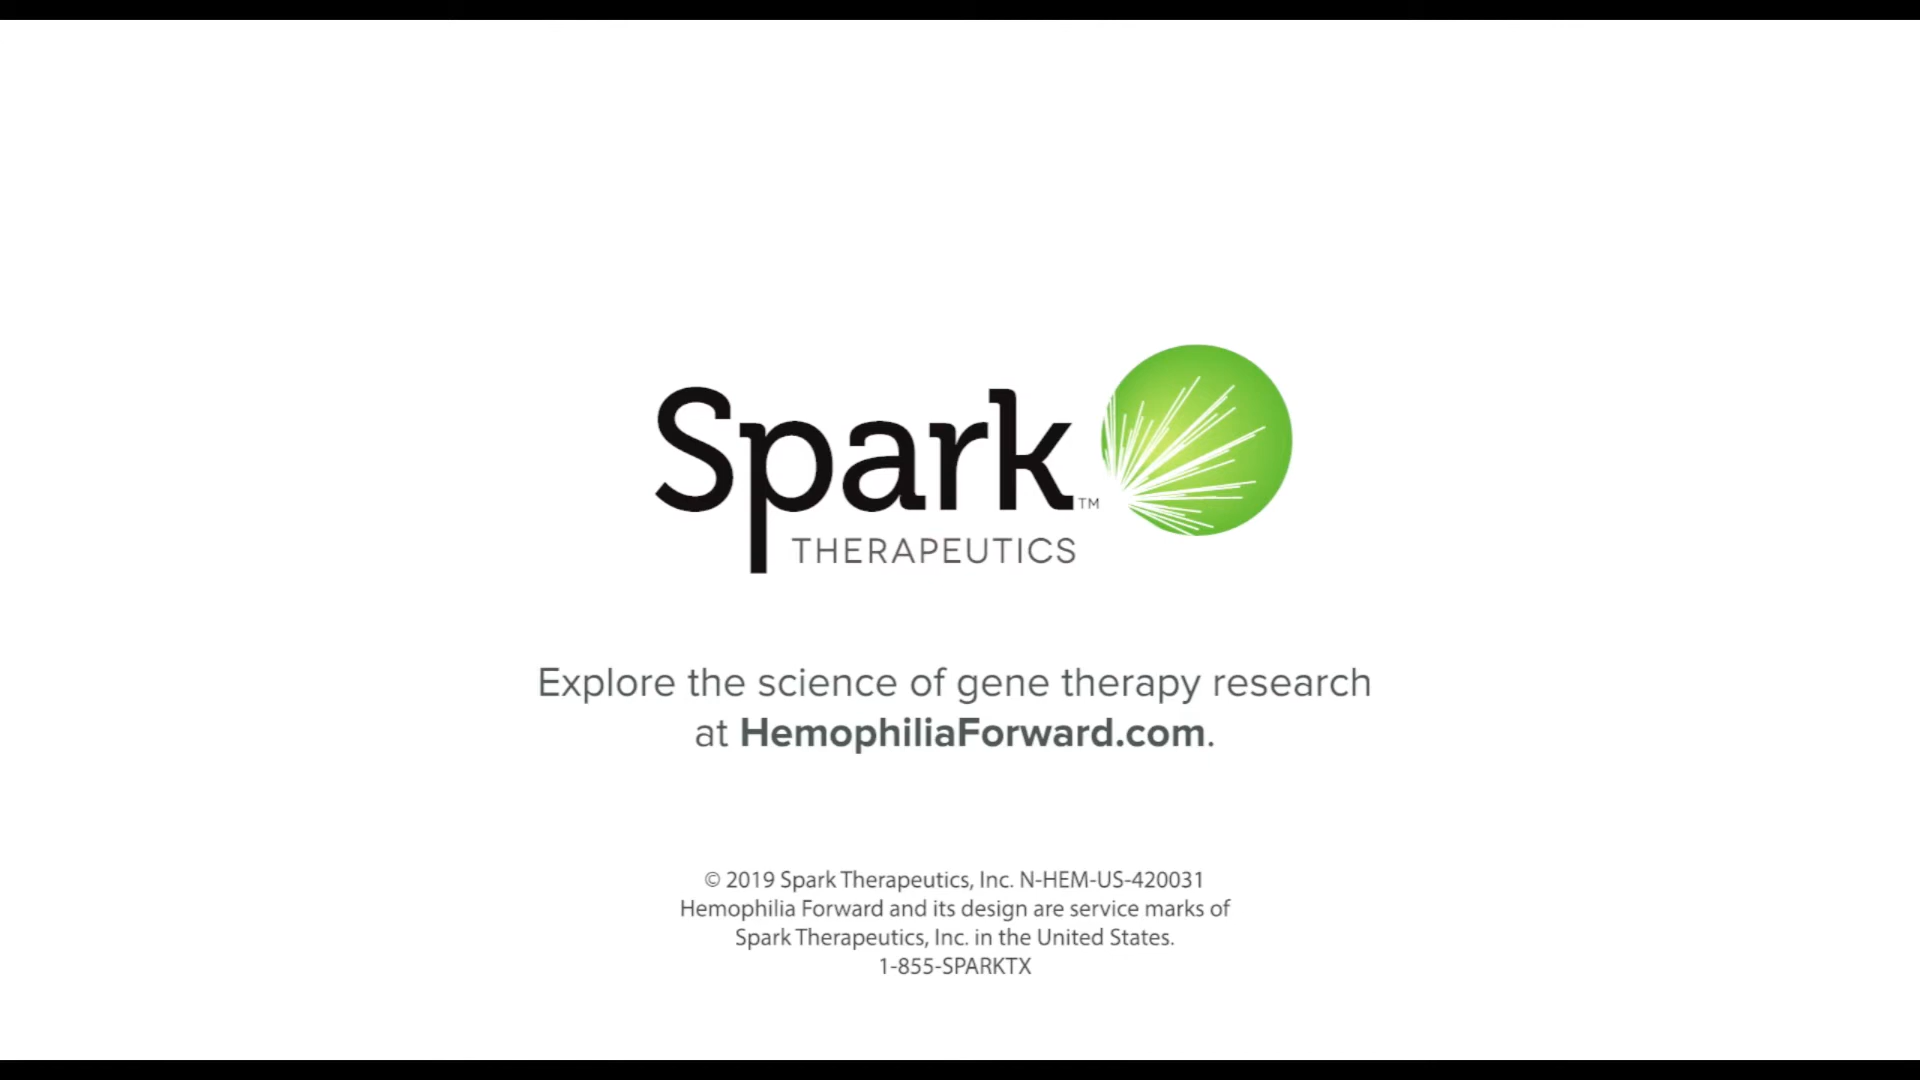 Spark™
THERAPEUTICS
Explore the science of gene therapy research
at HemophiliaForward.com.
© 2019 Spark Therapeutics, Inc. N-HEM-US-420031
Hemophilia Forward and its design are service marks of
Spark Therapeutics, Inc. in the United States.
1-855-SPARKTX